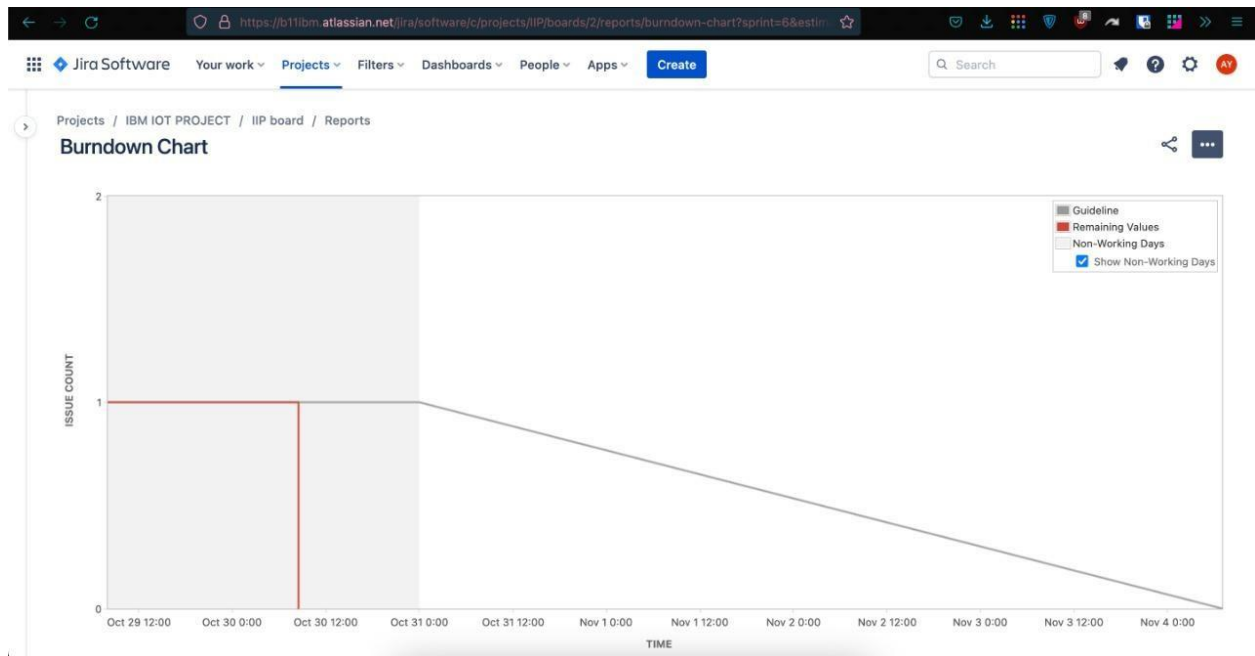 https://b11ibm.atlassian.net/jira/software/c/projects/IIP/boards/2/reports/burndown-chart?sprint=6&estim
8
Jira Software Your work Projects Filters Dashboards People Apps Create Search AY
Projects / IBM IOT PROJECT / IIP board / Reports
Burndown Chart
2
Guideline
Remaining Values
Non-Working Days
Show Non-Working Days
ISSUE COUNT
1
0
Oct 29 12:00 Oct 30 0:00 Oct 30 12:00 Oct 31 0:00 Oct 31 12:00 Nov 1 0:00 Nov 1 12:00 Nov 2 0:00 Nov 2 12:00 Nov 3 0:00 Nov 3 12:00 Nov 4 0:00
TIME